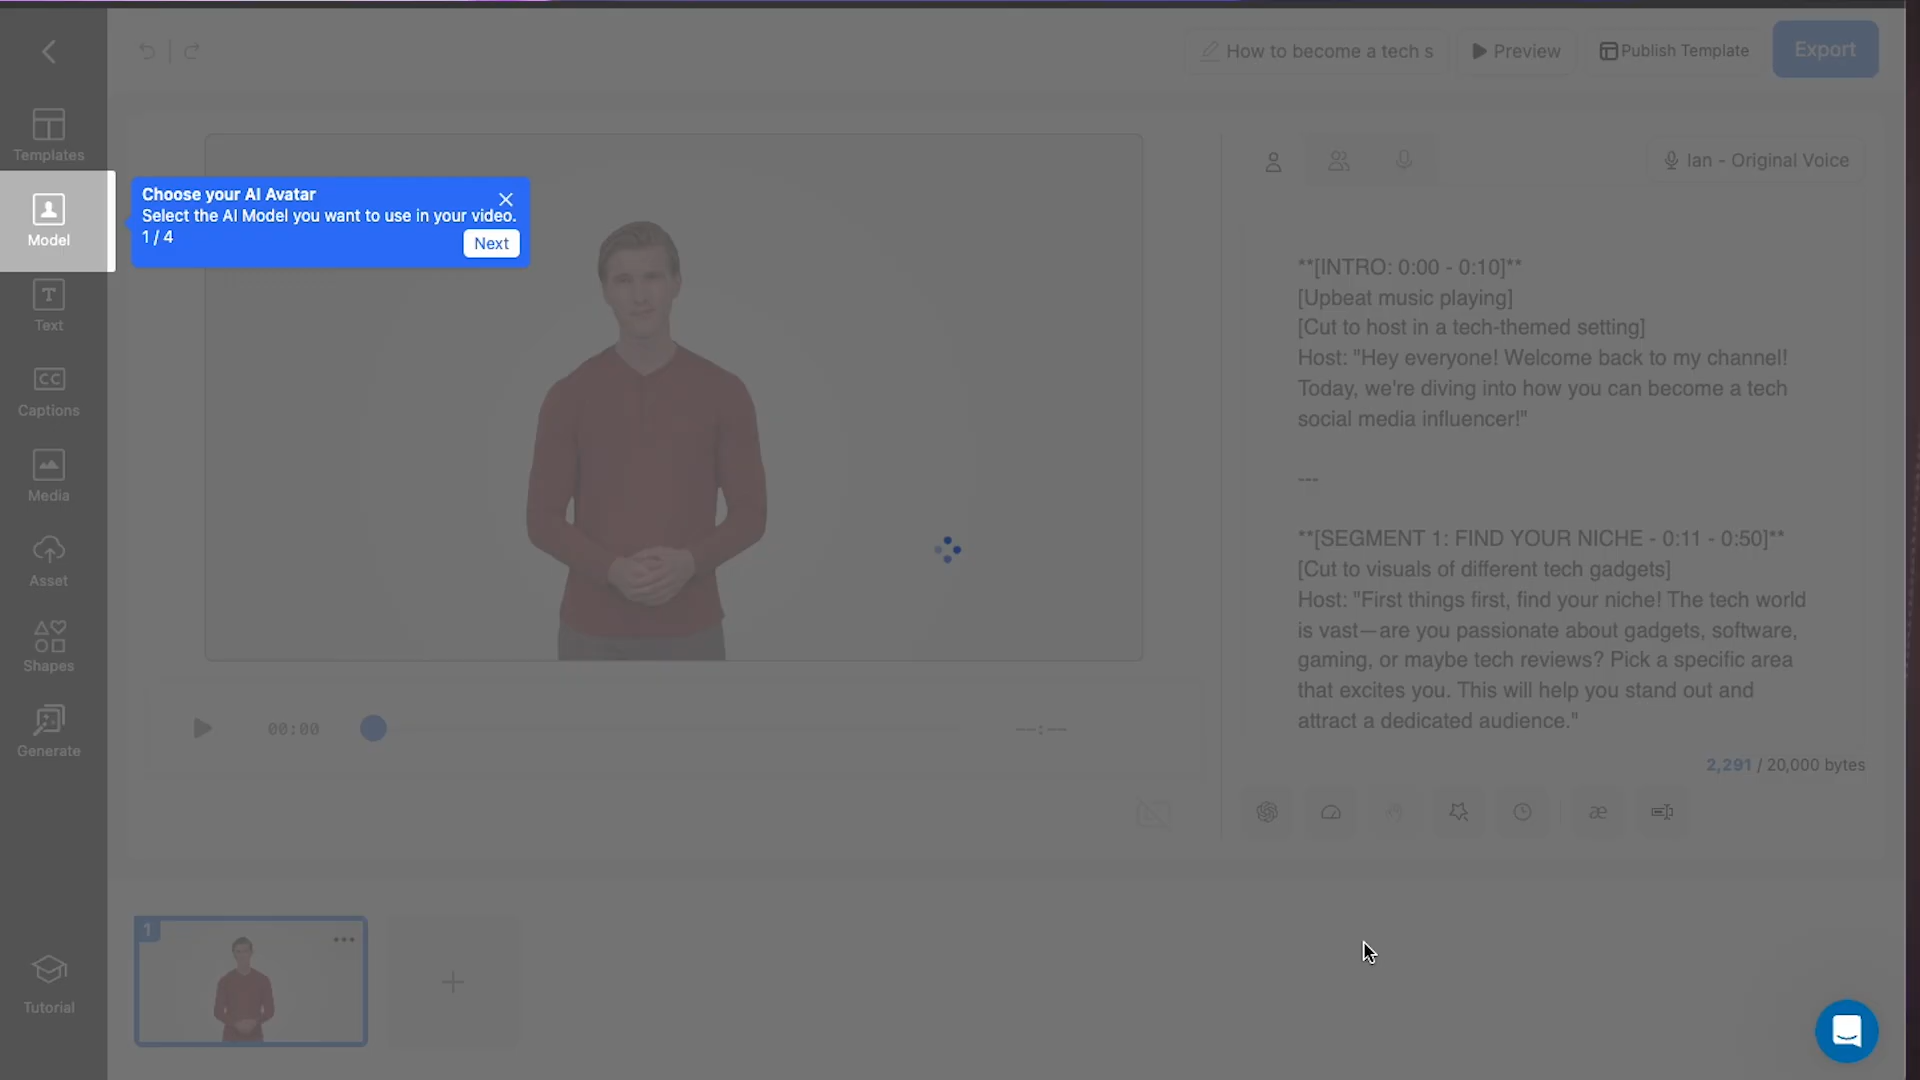 How to become a tech s
Preview
Publish Template
Export
Templates
Model
Text
Captions
Media
Asset
Shapes
Generate
Tutorial
Choose your AI Avatar
Select the AI Model you want to use in your video.
1 / 4
Next
Ian - Original Voice
**[INTRO: 0:00 - 0:10]**
[Upbeat music playing]
[Cut to host in a tech-themed setting]
Host: "Hey everyone! Welcome back to my channel!
Today, we're diving into how you can become a tech
social media influencer!"
---
**[SEGMENT 1: FIND YOUR NICHE - 0:11 - 0:50]**
[Cut to visuals of different tech gadgets]
Host: "First things first, find your niche! The tech world
is vast—are you passionate about gadgets, software,
gaming, or maybe tech reviews? Pick a specific area
that excites you. This will help you stand out and
attract a dedicated audience."
2,291 / 20,000 bytes
00:00
--:--
æ
1